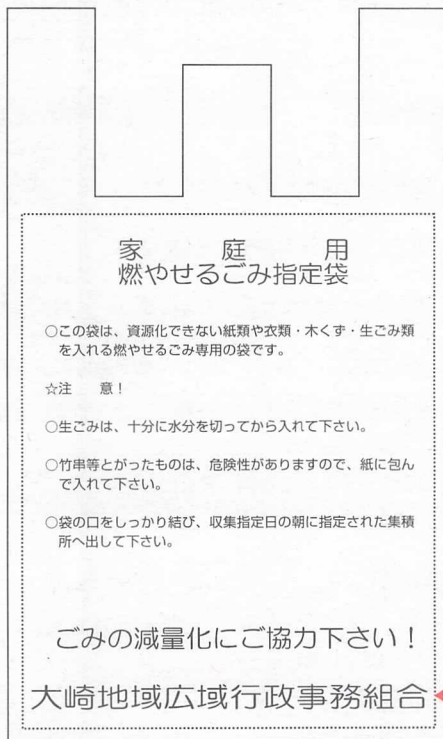 家　庭　用
燃やせるごみ指定袋
○この袋は、資源化できない紙類や衣類・木くず・生ごみ類
を入れる燃やせるごみ専用の袋です。
☆注　意！
○生ごみは、十分に水分を切ってから入れて下さい。
○竹串等とがったものは、危険性がありますので、紙に包ん
で入れて下さい。
○袋の口をしっかり結び、収集指定日の朝に指定された集積
所へ出して下さい。
ごみの減量化にご協力下さい！
大崎地域広域行政事務組合